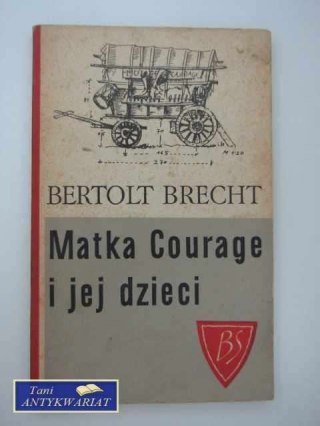 BERTOLT BRECHT
Matka Courage
i jej dzieci
BS
Tani
ANTYKWARIAT